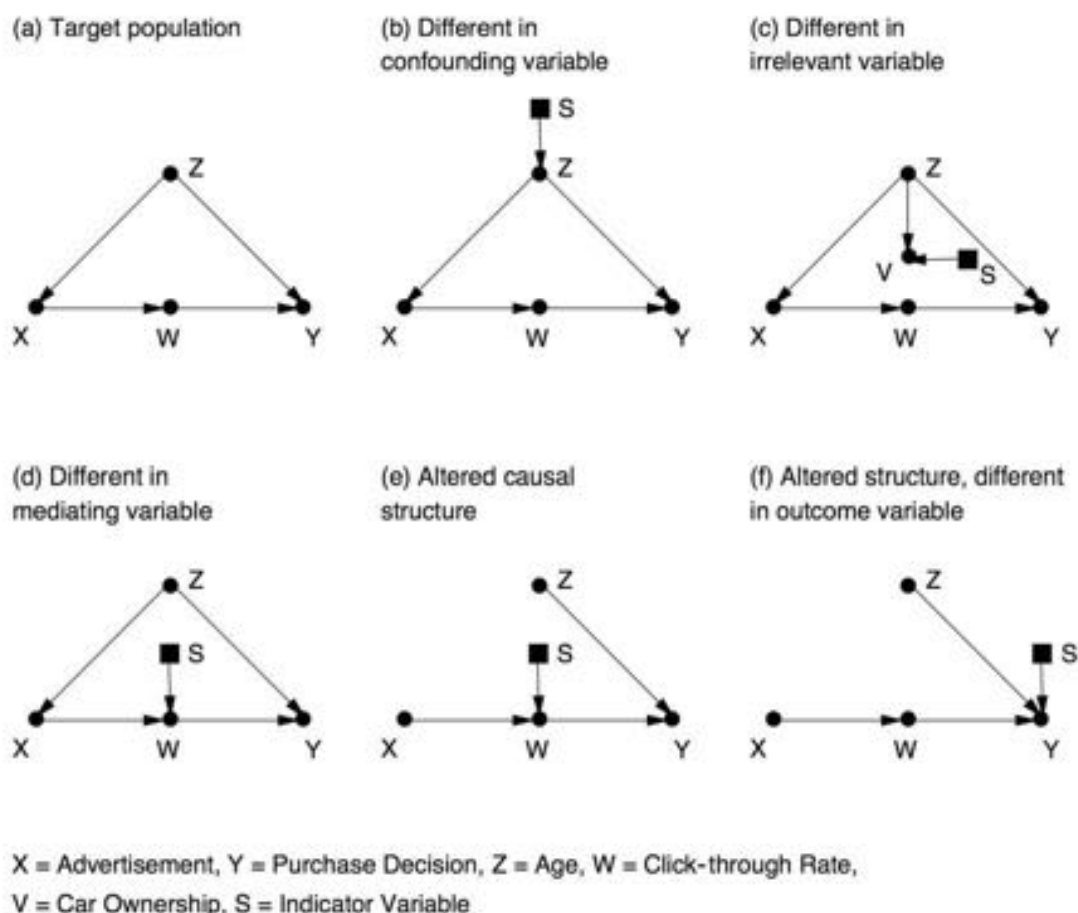 (a) Target population
(b) Different in
confounding variable
(c) Different in
irrelevant variable
Z
X
W
Y
S
Z
X
W
Y
Z
V
S
X
W
Y
(d) Different in
mediating variable
(e) Altered causal
structure
(f) Altered structure, different
in outcome variable
Z
S
X
W
Y
Z
S
X
W
Y
Z
S
X
W
Y
X = Advertisement, Y = Purchase Decision, Z = Age, W = Click-through Rate,
V = Car Ownership, S = Indicator Variable